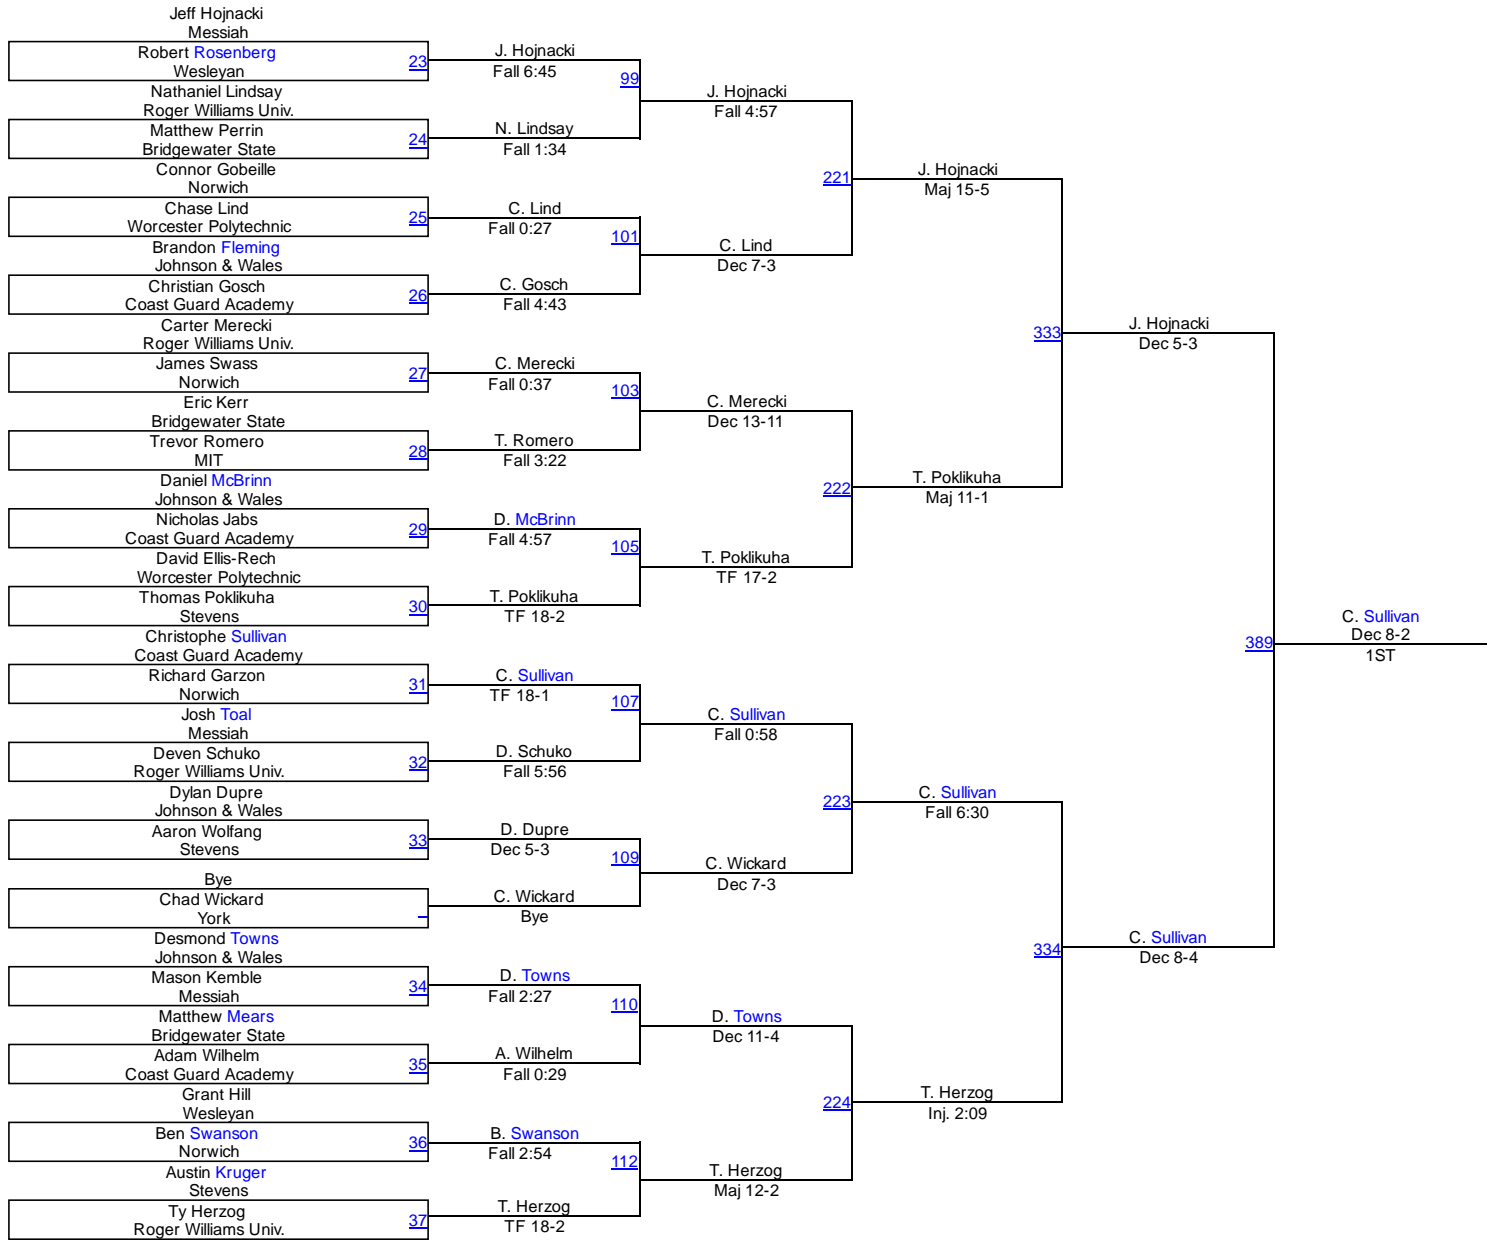 Jeff Hojnacki
Messiah
Robert Rosenberg
Wesleyan
23
Nathaniel Lindsay
Roger Williams Univ.
Matthew Perrin
Bridgewater State
24
Connor Gobeille
Norwich
Chase Lind
Worcester Polytechnic
25
Brandon Fleming
Johnson & Wales
Christian Gosch
Coast Guard Academy
26
Carter Merecki
Roger Williams Univ.
James Swass
Norwich
27
Eric Kerr
Bridgewater State
Trevor Romero
MIT
28
Daniel McBrinn
Johnson & Wales
Nicholas Jabs
Coast Guard Academy
29
David Ellis-Rech
Worcester Polytechnic
Thomas Poklikuha
Stevens
30
Christophe Sullivan
Coast Guard Academy
Richard Garzon
Norwich
31
Josh Toal
Messiah
Deven Schuko
Roger Williams Univ.
32
Dylan Dupre
Johnson & Wales
Aaron Wolfang
Stevens
33
Bye
Chad Wickard
York
Desmond Towns
Johnson & Wales
Mason Kemble
Messiah
34
Matthew Mears
Bridgewater State
Adam Wilhelm
Coast Guard Academy
35
Grant Hill
Wesleyan
Ben Swanson
Norwich
36
Austin Kruger
Stevens
Ty Herzog
Roger Williams Univ.
37
J. Hojnacki
Fall 6:45
99
N. Lindsay
Fall 1:34
C. Lind
Fall 0:27
101
C. Gosch
Fall 4:43
C. Merecki
Fall 0:37
103
T. Romero
Fall 3:22
D. McBrinn
Fall 4:57
105
T. Poklikuha
TF 18-2
C. Sullivan
TF 18-1
107
D. Schuko
Fall 5:56
D. Dupre
Dec 5-3
109
C. Wickard
Bye
D. Towns
Fall 2:27
110
A. Wilhelm
Fall 0:29
B. Swanson
Fall 2:54
112
T. Herzog
TF 18-2
J. Hojnacki
Fall 4:57
221
C. Lind
Dec 7-3
C. Merecki
Dec 13-11
222
T. Poklikuha
TF 17-2
C. Sullivan
Fall 0:58
223
C. Wickard
Dec 7-3
D. Towns
Dec 11-4
224
T. Herzog
Maj 12-2
J. Hojnacki
Maj 15-5
333
T. Poklikuha
Maj 11-1
C. Sullivan
Fall 6:30
334
T. Herzog
Inj. 2:09
J. Hojnacki
Dec 5-3
389
C. Sullivan
Dec 8-4
C. Sullivan
Dec 8-2
1ST